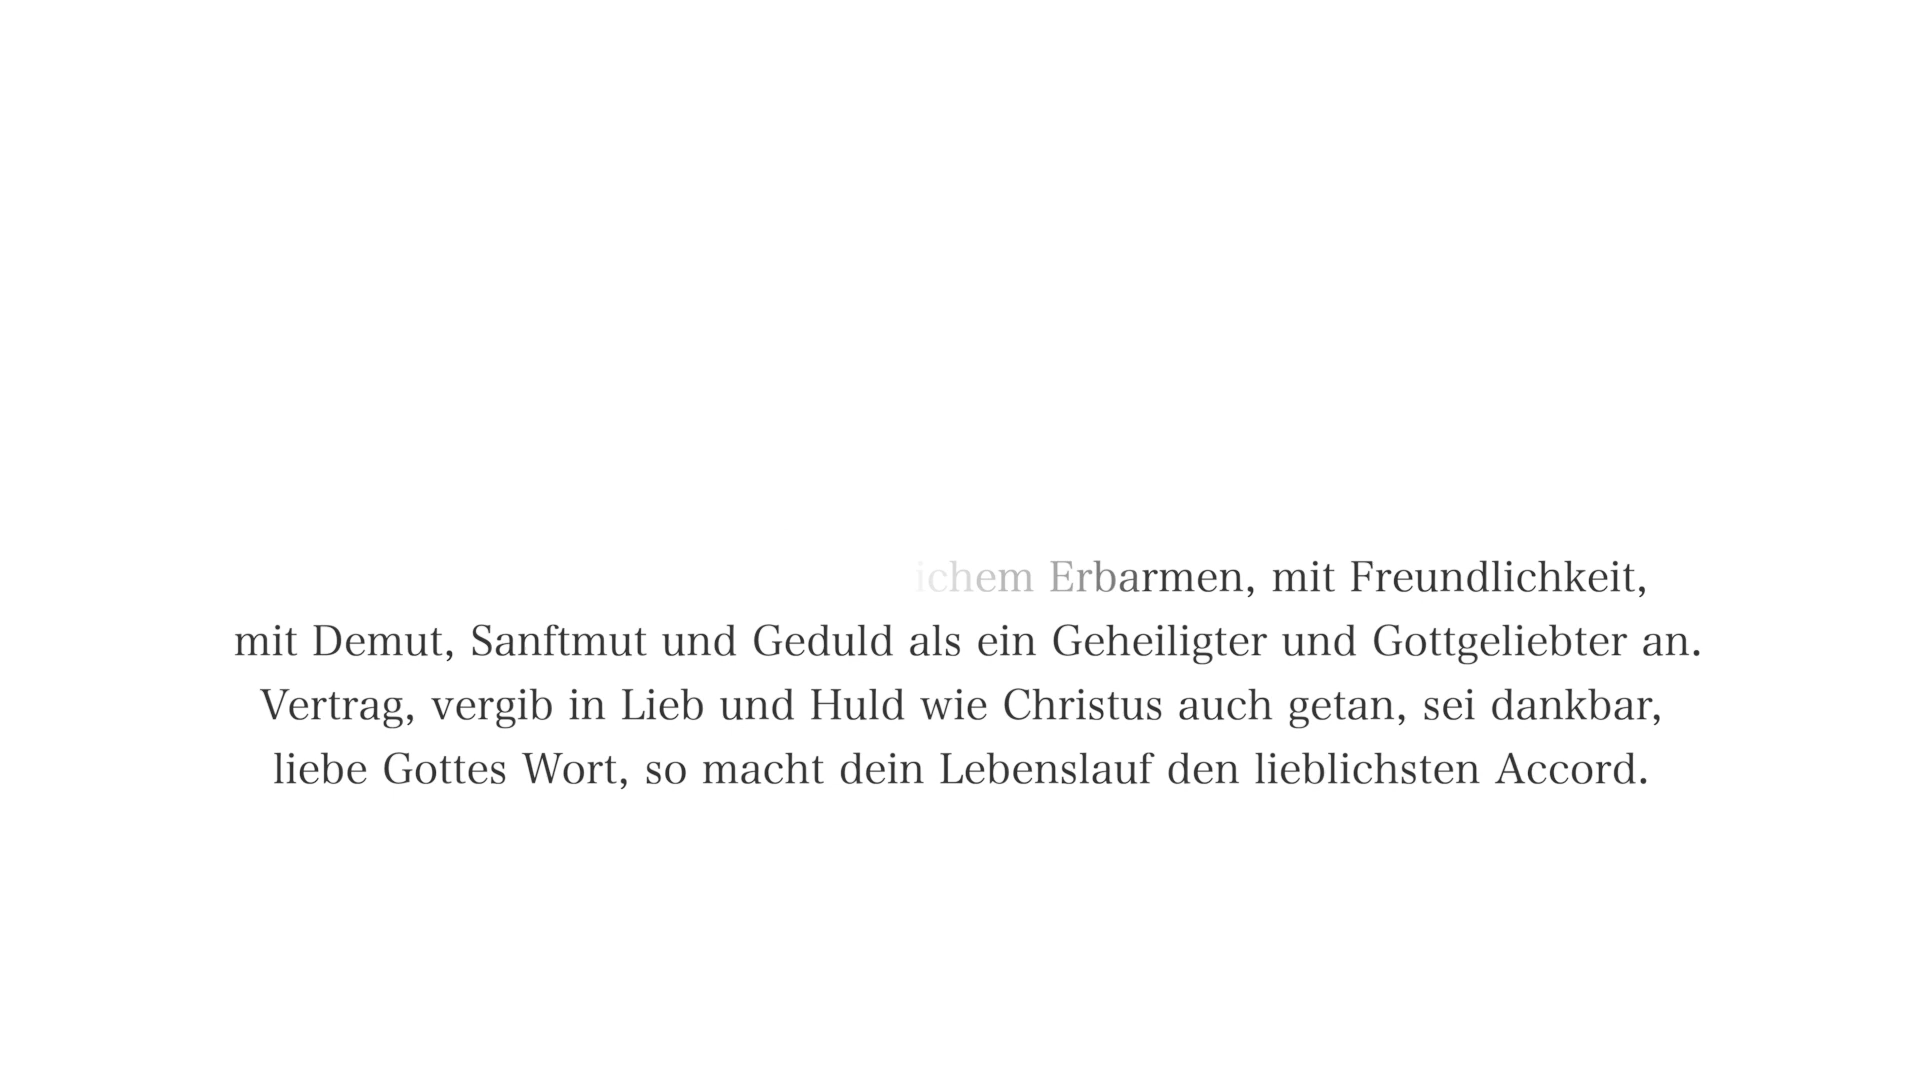 ichem Erbarmen, mit Freundlichkeit,
mit Demut, Sanftmut und Geduld als ein Geheiligter und Gottgeliebter an.
Vertrag, vergib in Lieb und Huld wie Christus auch getan, sei dankbar,
liebe Gottes Wort, so macht dein Lebenslauf den lieblichsten Accord.